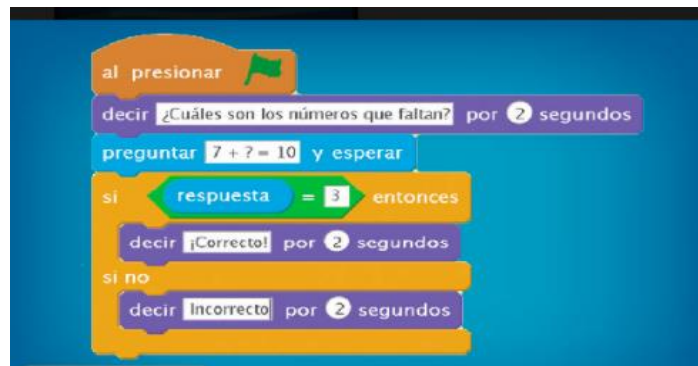 al presionar
decir ¿Cuáles son los números que faltan? por 2 segundos
preguntar 7 + ? = 10 y esperar
si respuesta = 3 entonces
decir ¡Correcto! por 2 segundos
si no
decir Incorrecto por 2 segundos